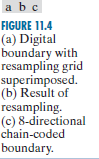 a b c
FIGURE 11.4
(a) Digital
boundary with
resampling grid
superimposed.
(b) Result of
resampling.
(c) 8-directional
chain-coded
boundary.